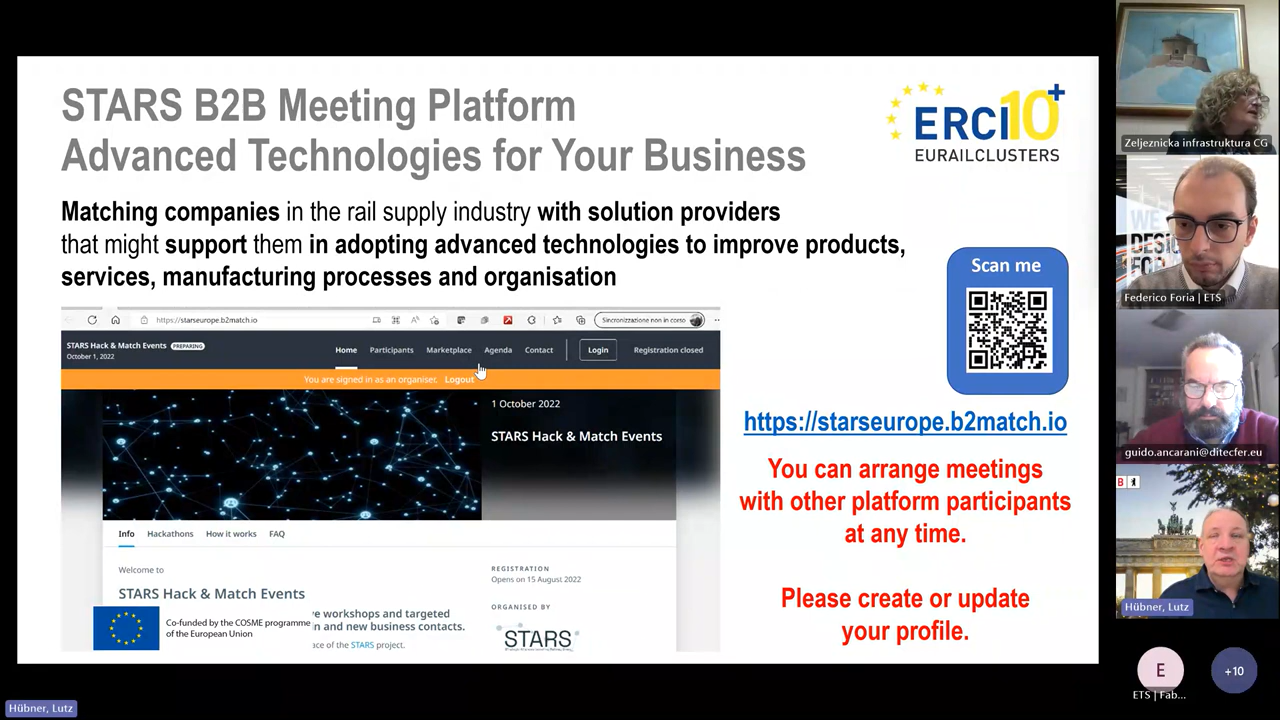 STARS B2B Meeting Platform
Advanced Technologies for Your Business
ERCI10+
EURAILCLUSTERS
Matching companies in the rail supply industry with solution providers
that might support them in adopting advanced technologies to improve products,
services, manufacturing processes and organisation
https://starseurope.b2match.io
Sincronizzazione non in corso
STARS Hack & Match Events PREPARING
October 1, 2022
Home
Participants
Marketplace
Agenda
Contact
Login
Registration closed
You are signed in as an organiser. Logout
1 October 2022
STARS Hack & Match Events
Info
Hackathons
How it works
FAQ
Welcome to
STARS Hack & Match Events
workshops and targeted
n and new business contacts.
ace of the STARS project.
REGISTRATION
Opens on 15 August 2022
ORGANISED BY
STARS
Co-funded by the COSME programme
of the European Union
Scan me
https://starseurope.b2match.io
You can arrange meetings
with other platform participants
at any time.
Please create or update
your profile.
Zeljeznicka infrastruktura CG
WE
DESIGN
FO
Federico Foria | ETS
guido.ancarani@ditecfer.eu
B
Hübner, Lutz
E
ETS | Fab...
+10
Hübner, Lutz